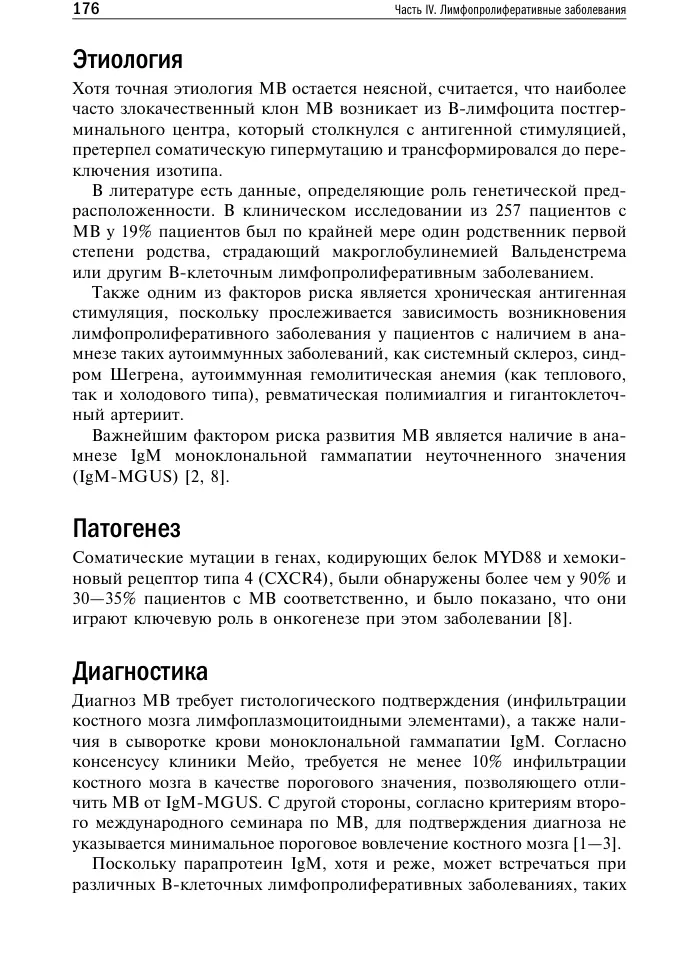 176
Часть IV. Лимфопролиферативные заболевания
Этиология
Хотя точная этиология МВ остается неясной, считается, что наиболее
часто злокачественный клон МВ возникает из В-лимфоцита постгер-
минального центра, который столкнулся с антигенной стимуляцией,
претерпел соматическую гипермутацию и трансформировался до пере-
ключения изотипа.
В литературе есть данные, определяющие роль генетической пред-
расположенности. В клиническом исследовании из 257 пациентов с
МВ у 19% пациентов был по крайней мере один родственник первой
степени родства, страдающий макроглобулинемией Вальденстрема
или другим В-клеточным лимфопролиферативным заболеванием.
Также одним из факторов риска является хроническая антигенная
стимуляция, поскольку прослеживается зависимость возникновения
лимфопролиферативного заболевания у пациентов с наличием в ана-
мнезе таких аутоиммунных заболеваний, как системный склероз, синд-
ром Шегрена, аутоиммунная гемолитическая анемия (как теплового,
так и холодового типа), ревматическая полимиалгия и гигантоклеточ-
ный артериит.
Важнейшим фактором риска развития МВ является наличие в ана-
мнезе IgM моноклональной гаммапатии неуточненного значения
(IgM-MGUS) [2, 8].
Патогенез
Соматические мутации в генах, кодирующих белок MYD88 и хемоки-
новый рецептор типа 4 (CXCR4), были обнаружены более чем у 90% и
30—35% пациентов с МВ соответственно, и было показано, что они
играют ключевую роль в онкогенезе при этом заболевании [8].
Диагностика
Диагноз МВ требует гистологического подтверждения (инфильтрации
костного мозга лимфоплазмоцитоидными элементами), а также нали-
чия в сыворотке крови моноклональной гаммапатии IgM. Согласно
консенсусу клиники Мейо, требуется не менее 10% инфильтрации
костного мозга в качестве порогового значения, позволяющего отли-
чить МВ от IgM-MGUS. С другой стороны, согласно критериям второ-
го международного семинара по МВ, для подтверждения диагноза не
указывается минимальное пороговое вовлечение костного мозга [1—3].
Поскольку парапротеин IgM, хотя и реже, может встречаться при
различных В-клеточных лимфопролиферативных заболеваниях, таких